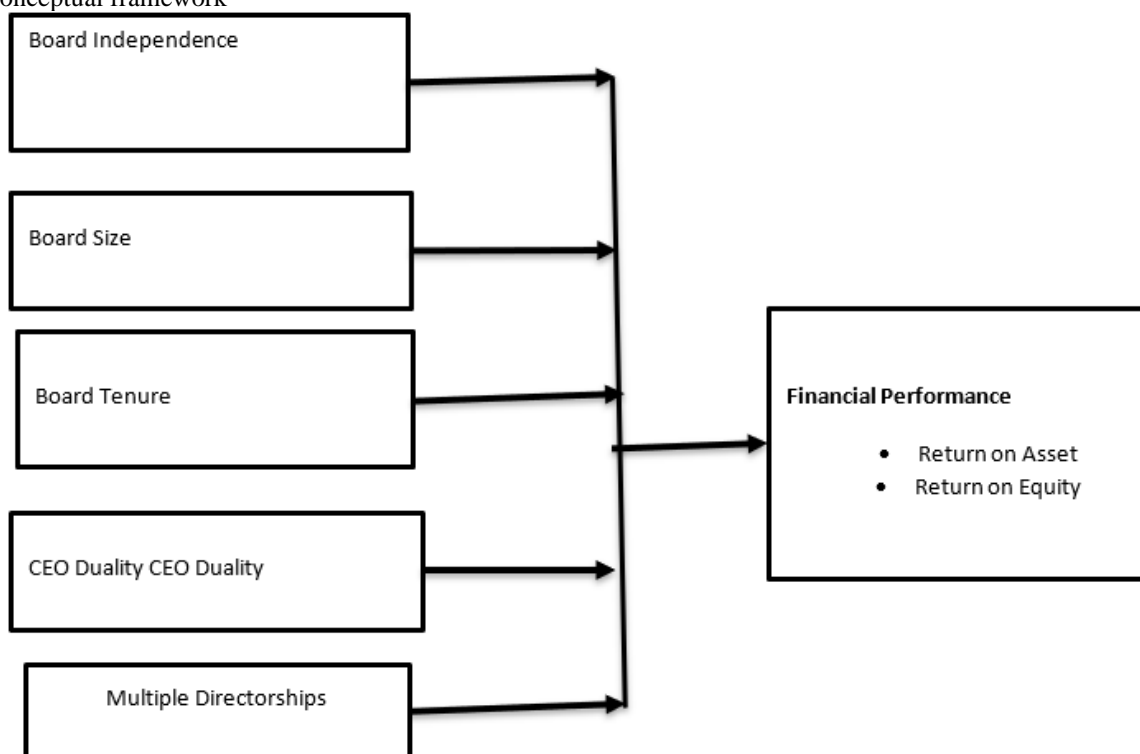 onceptual framework
Board Independence
Board Size
Board Tenure
CEO Duality CEO Duality
Multiple Directorships
Financial Performance
• Return on Asset
• Return on Equity